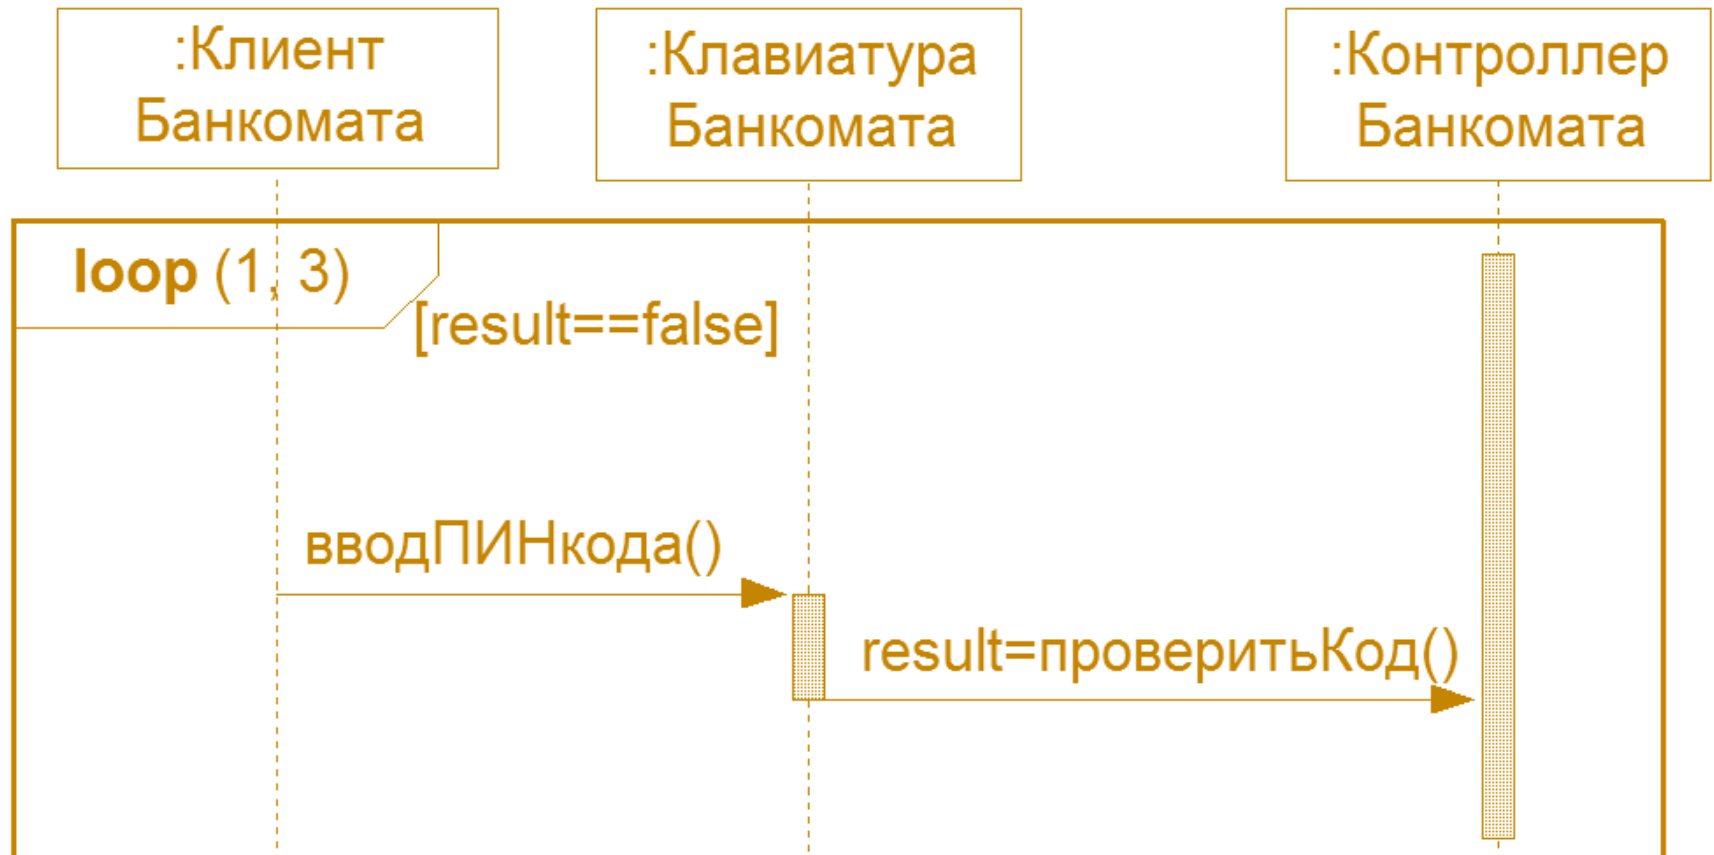 :Клиент
Банкомата
:Клавиатура
Банкомата
:Контроллер
Банкомата
loop (1, 3)
[result==false]
вводПИНкода()
result=проверитьКод()